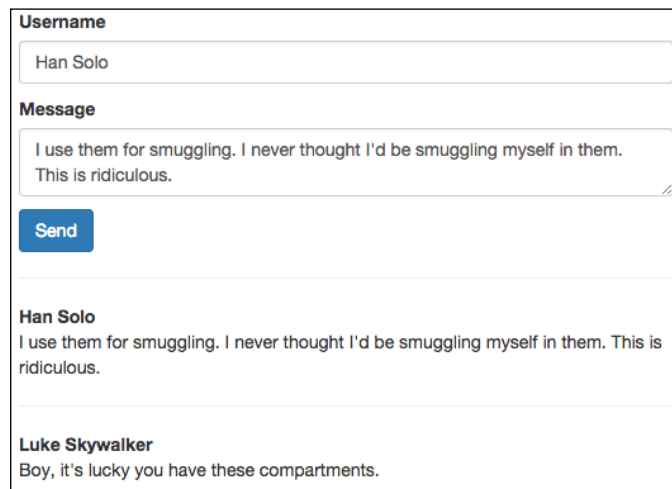 Username
Han Solo
Message
I use them for smuggling. I never thought I'd be smuggling myself in them.
This is ridiculous.
Send
Han Solo
I use them for smuggling. I never thought I'd be smuggling myself in them. This is
ridiculous.
Luke Skywalker
Boy, it's lucky you have these compartments.